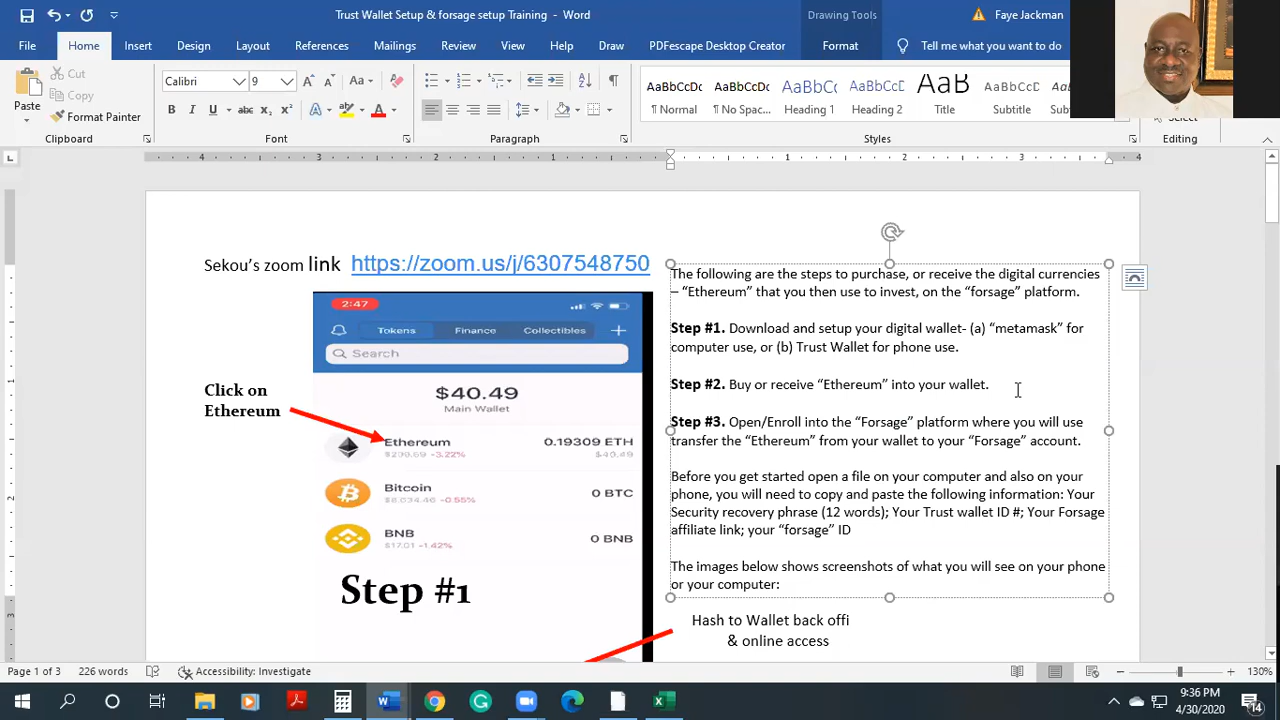 Trust Wallet Setup & forsage setup Training - Word
Drawing Tools
Faye Jackman
File Home Insert Design Layout References Mailings Review View Help Draw PDFescape Desktop Creator Format Tell me what you want to do
Paste
Cut
Copy
Format Painter
Calibri 9
AaBbCcDc AaBbCcDc AaBbC AaBbCc AaB AaBbCcD
¶ Normal ¶ No Spac... Heading 1 Heading 2 Title Subtitle
Clipboard Font Paragraph Styles Editing
Sekou's zoom link https://zoom.us/j/6307548750
The following are the steps to purchase, or receive the digital currencies
– “Ethereum” that you then use to invest, on the “forsage” platform.
Step #1. Download and setup your digital wallet- (a) “metamask” for
computer use, or (b) Trust Wallet for phone use.
Step #2. Buy or receive “Ethereum” into your wallet.
Step #3. Open/Enroll into the “Forsage” platform where you will use
transfer the “Ethereum” from your wallet to your “Forsage” account.
Before you get started open a file on your computer and also on your
phone, you will need to copy and paste the following information: Your
Security recovery phrase (12 words); Your Trust wallet ID #; Your Forsage
affiliate link; your “forsage” ID
The images below shows screenshots of what you will see on your phone
or your computer:
Click on
Ethereum
2:47
Tokens Finance Collectibles
Search
$40.49
Main Wallet
Ethereum 0.19309 ETH
-3.22% $40.49
Bitcoin 0 BTC
-0.55%
BNB 0 BNB
$17.01 -1.42%
Step #1
Hash to Wallet back offi
& online access
Page 1 of 3 226 words Accessibility: Investigate 130%
9:36 PM
4/30/2020
14